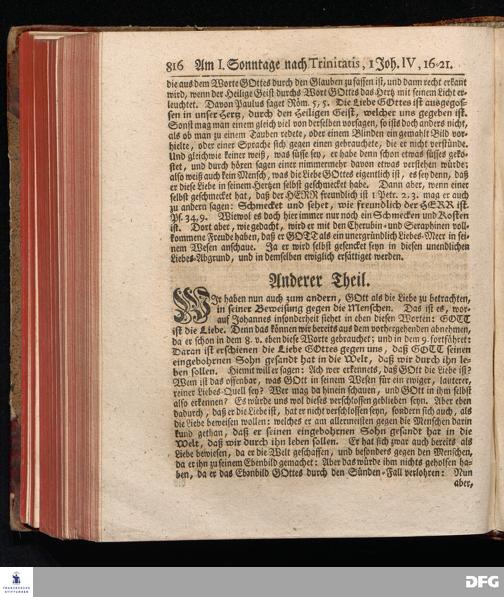 816 Am I. Sonntage nach Trinitatis, 1 Joh. IV, 16-21.
die aus dem Worte GOttes durch den Glauben zu fassen ist, und dann recht erkant
wird, wenn der Heilige Geist durchs Wort GOttes das Hertz mit seinem Licht er-
leuchtet. Davon Paulus saget Röm. 5, 5. Die Liebe GOttes ist ausgegos-
sen in unser Herz, durch den Heiligen Geist, welcher uns gegeben ist.
Sonst mag man einem gleich viel von derselben vorsagen, so ists doch anders nichts,
als ob man zu einem Tauben redete, oder einem Blinden ein gemahlt Bild vor-
hielte, oder einer Sprache sich gegen einen gebrauchete, die er nicht verstünde.
Und gleichwie keiner weiß, was süsse sey, er habe denn schon etwas süsses geko-
stet, und durch hören sagen einer nimmermehr davon etwas verstehen würde;
also weiß auch kein Mensch, was die Liebe GOttes eigentlich ist, es sey denn, daß
er diese Liebe in seinem Hertzen selbst geschmecket habe. Dann aber, wenn einer
selbst geschmecket hat, daß der HERR freundlich ist 1 Petr. 2, 3. mag er auch
zu andern sagen: Schmecket und sehet, wie freundlich der HERR ist.
Ps. 34, 9. Wiewol es doch hier immer nur noch ein Schmecken und Kosten
ist. Dort aber, wie gedacht, wird er mit den Cherubin- und Seraphinen voll-
kommene Freude haben, daß er GOTT als ein unergründlich Liebes-Meer in sei-
nem Wesen anschaue. Ja er wird selbst gesencket seyn in diesen unendlichen
Liebes-Abgrund, und in demselben ewiglich ersättiget werden.
Anderer Theil.
Wir haben nun auch zum andern, GOtt als die Liebe zu betrachten,
in seiner Beweisung gegen die Menschen. Das ist es, wor-
auf Johannes insonderheit siehet in eben diesen Worten: GOTT
ist die Liebe. Denn das können wir bereits aus dem vorhergehenden abnehmen,
da er schon in dem 8. v. eben diese Worte gebrauchet; und in dem 9. fortfähret:
Daran ist erschienen die Liebe GOttes gegen uns, daß GOTT seinen
eingebohrnen Sohn gesandt hat in die Welt, daß wir durch ihn le-
ben sollen. Hiemit will er sagen: Ach wer erkennets, daß GOtt die Liebe ist?
Wem ist das offenbar, was GOtt in seinem Wesen für ein ewiger, lauterer,
reiner Liebes-Quell sey? Wer mag da hinein schauen, und GOtt in ihm selbst
also erkennen? Es würde uns wol dieses verschlossen geblieben seyn. Aber eben
dadurch, daß er die Liebe ist, hat er nicht verschlossen seyn, sondern sich auch, als
die Liebe beweisen wollen: welches er am allermeisten gegen die Menschen darin
kund gethan, daß er seinen eingebohrnen Sohn gesandt hat in die
Welt, daß wir durch ihn leben sollen. Er hat sich zwar auch bereits als
Liebe bewiesen, da er die Welt geschaffen, und besonders gegen den Menschen,
da er ihn zu seinem Ebenbild gemachet: Aber das würde ihm nichts geholfen ha-
ben, da er das Ebenbild GOttes durch den Sünden-Fall verlohren: Nun
aber,
FRANCKESCHE
STIFTUNGEN
DFG